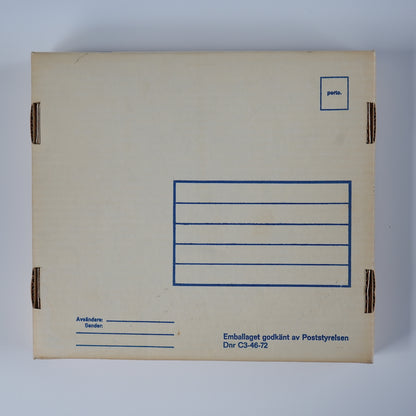 porto.
Avsändare:
Sender:
Emballaget godkänt av Poststyrelsen
Dnr C3-46-72